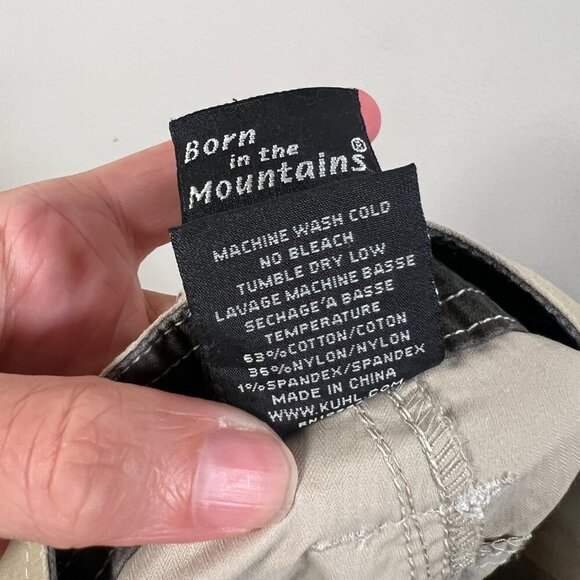 Born
in the
Mountains®
MACHINE WASH COLD
NO BLEACH
TUMBLE DRY LOW
LAVAGE MACHINE BASSE
SECHAGE'A BASSE
TEMPERATURE
63%COTTON/COTON
36%NYLON/NYLON
1%SPANDEX/SPANDEX
MADE IN CHINA
WWW.KUHL.COM